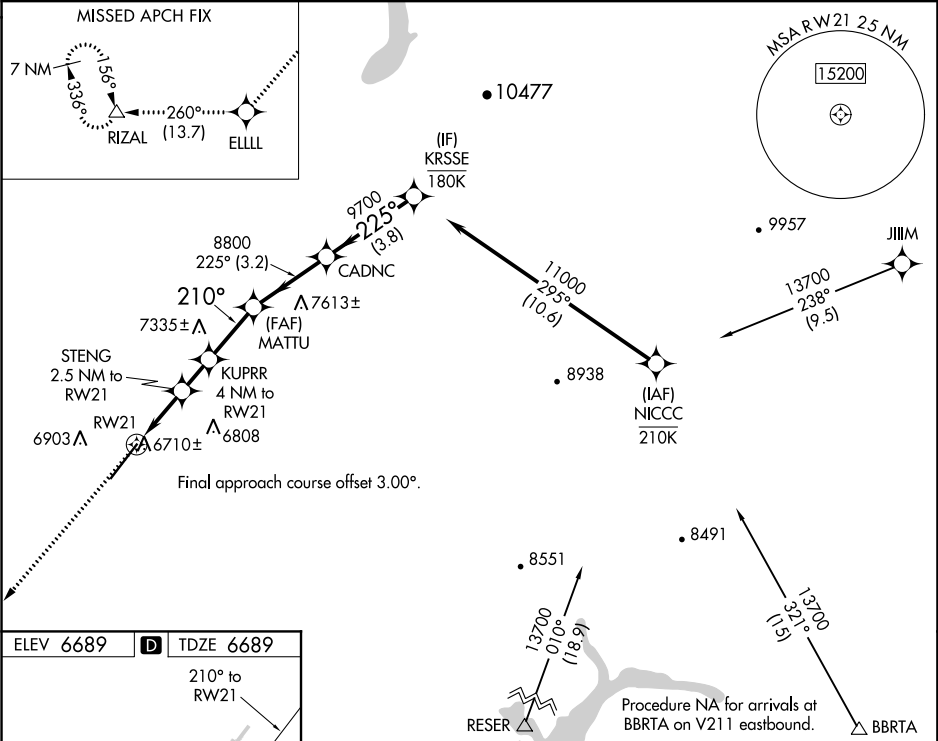 MISSED APCH FIX
7 NM
156°
336°
RIZAL
260°
(13.7)
ELLLL
10477
MSA RW21 25 NM
15200
(IF)
KRSSE
180K
9700
225°
(3.8)
8800
225° (3.2)
CADNC
210°
7613±
(FAF)
MATTU
7335±
STENG
2.5 NM to
RW21
KUPRR
4 NM to
RW21
RW21
6903
6710±
6808
Final approach course offset 3.00°.
9957
JIIIM
13700
238°
(9.5)
11000
295°
(10.6)
8938
(IAF)
NICCC
210K
8491
8551
13700
010°
(18.9)
13700
321°
(15)
RESER
Procedure NA for arrivals at
BBRTA on V211 eastbound.
BBRTA
ELEV 6689
D
TDZE 6689
210° to
RW21